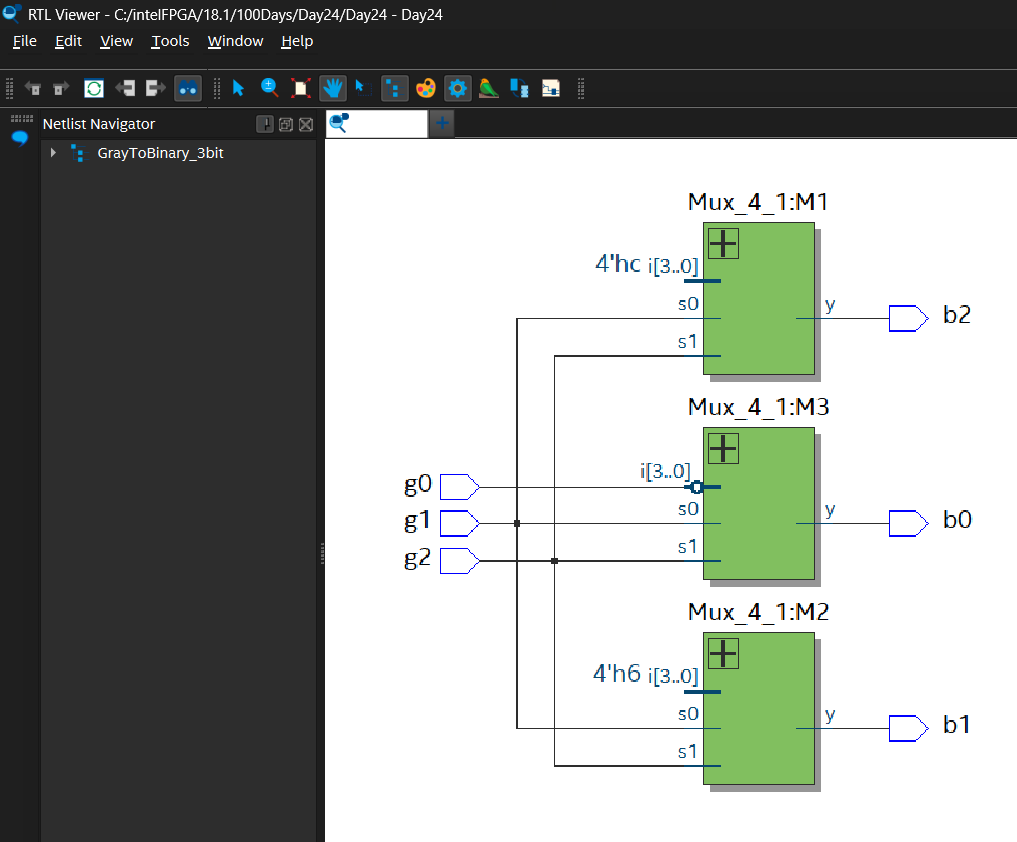 RTL Viewer - C:/intelFPGA/18.1/100Days/Day24/Day24 - Day24
File Edit View Tools Window Help
Netlist Navigator
GrayToBinary_3bit
Mux_4_1:M1
4'hc i[3..0]
s0
y
b2
s1
Mux_4_1:M3
g0
i[3..0]
g1
s0
y
b0
g2
s1
Mux_4_1:M2
4'h6 i[3..0]
s0
y
b1
s1